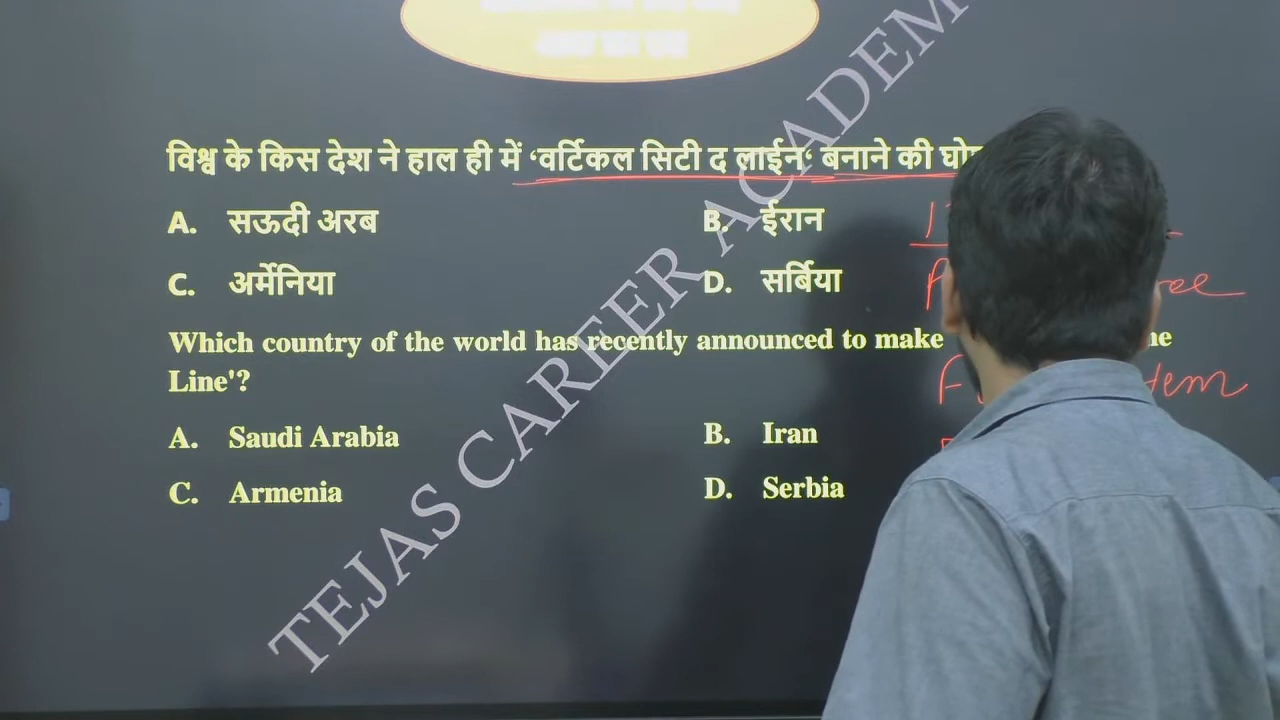 विश्व के किस देश ने हाल ही में ‘वर्टिकल सिटी द लाईन‘ बनाने की
A. सऊदी अरब B. ईरान
C. अर्मेनिया D. सर्बिया
Which country of the world has recently announced to make
Line'?
A. Saudi Arabia B. Iran
C. Armenia D. Serbia
TEJAS CAREER ACADEM